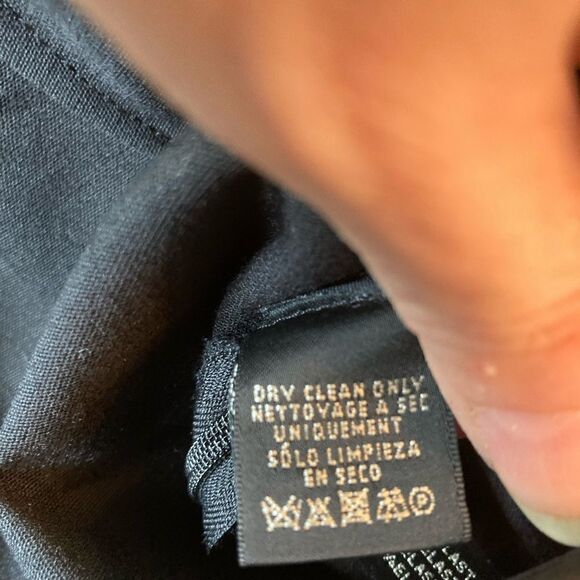 DRY CLEAN ONLY
NETTOYAGE A SEC
UNIQUEMENT
SÓLO LIMPIEZA
EN SECO
P